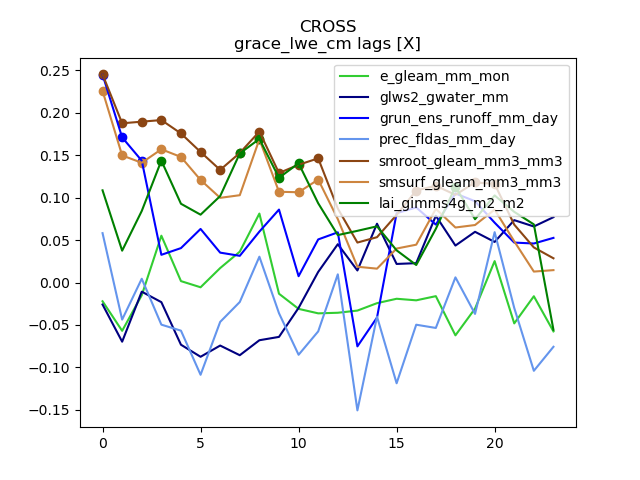 CROSS
grace_lwe_cm lags [X]
0.25
0.20
0.15
0.10
0.05
0.00
−0.05
−0.10
−0.15
0 5 10 15 20
e_gleam_mm_mon
glws2_gwater_mm
grun_ens_runoff_mm_day
prec_fldas_mm_day
smroot_gleam_mm3_mm3
smsurf_gleam_mm3_mm3
lai_gimms4g_m2_m2